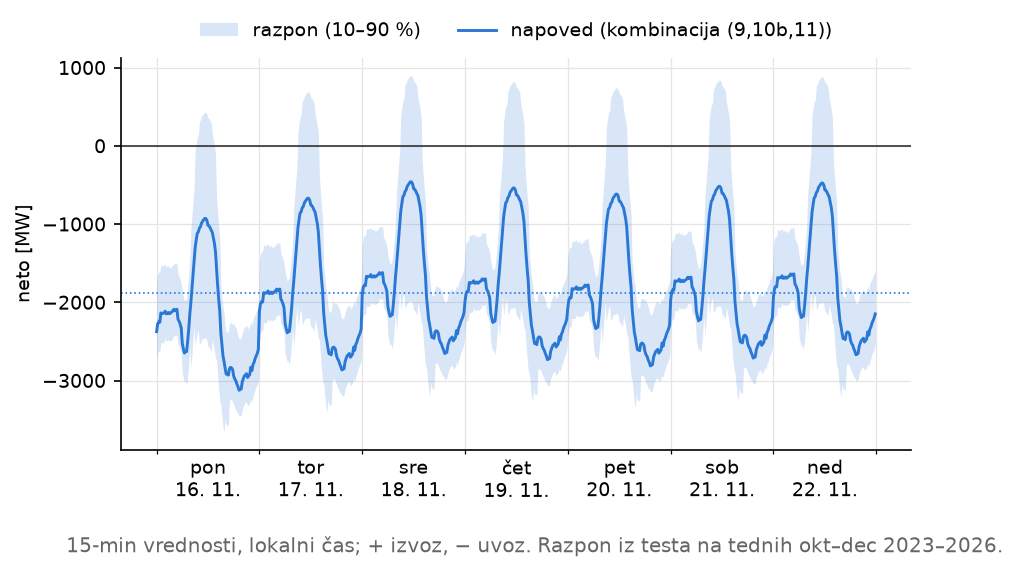 razpon (10–90 %)
napoved (kombinacija (9,10b,11))
neto [MW]
1000
0
−1000
−2000
−3000
pon
16. 11.
tor
17. 11.
sre
18. 11.
čet
19. 11.
pet
20. 11.
sob
21. 11.
ned
22. 11.
15-min vrednosti, lokalni čas; + izvoz, − uvoz. Razpon iz testa na tednih okt–dec 2023–2026.